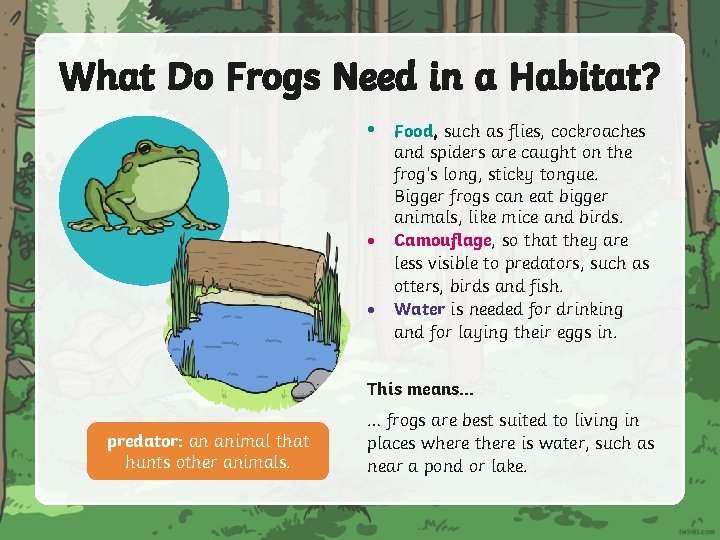 What Do Frogs Need in a Habitat?
• Food, such as flies, cockroaches
and spiders are caught on the
frog's long, sticky tongue.
Bigger frogs can eat bigger
animals, like mice and birds.
• Camouflage, so that they are
less visible to predators, such as
otters, birds and fish.
• Water is needed for drinking
and for laying their eggs in.
This means...
... frogs are best suited to living in
places where there is water, such as
near a pond or lake.
predator: an animal that
hunts other animals.
twinkl.com